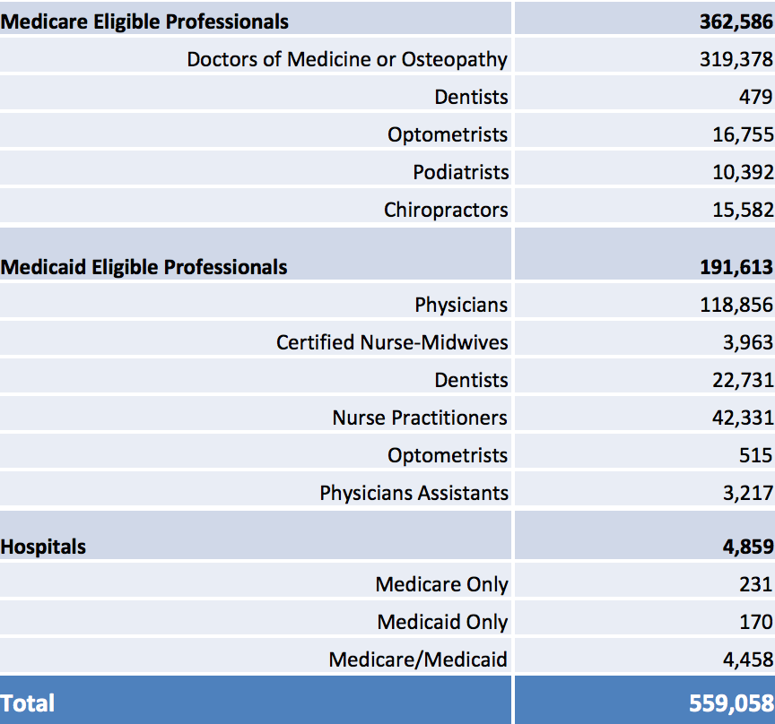 Medicare Eligible Professionals 362,586
Doctors of Medicine or Osteopathy 319,378
Dentists 479
Optometrists 16,755
Podiatrists 10,392
Chiropractors 15,582
Medicaid Eligible Professionals 191,613
Physicians 118,856
Certified Nurse-Midwives 3,963
Dentists 22,731
Nurse Practitioners 42,331
Optometrists 515
Physicians Assistants 3,217
Hospitals 4,859
Medicare Only 231
Medicaid Only 170
Medicare/Medicaid 4,458
Total 559,058